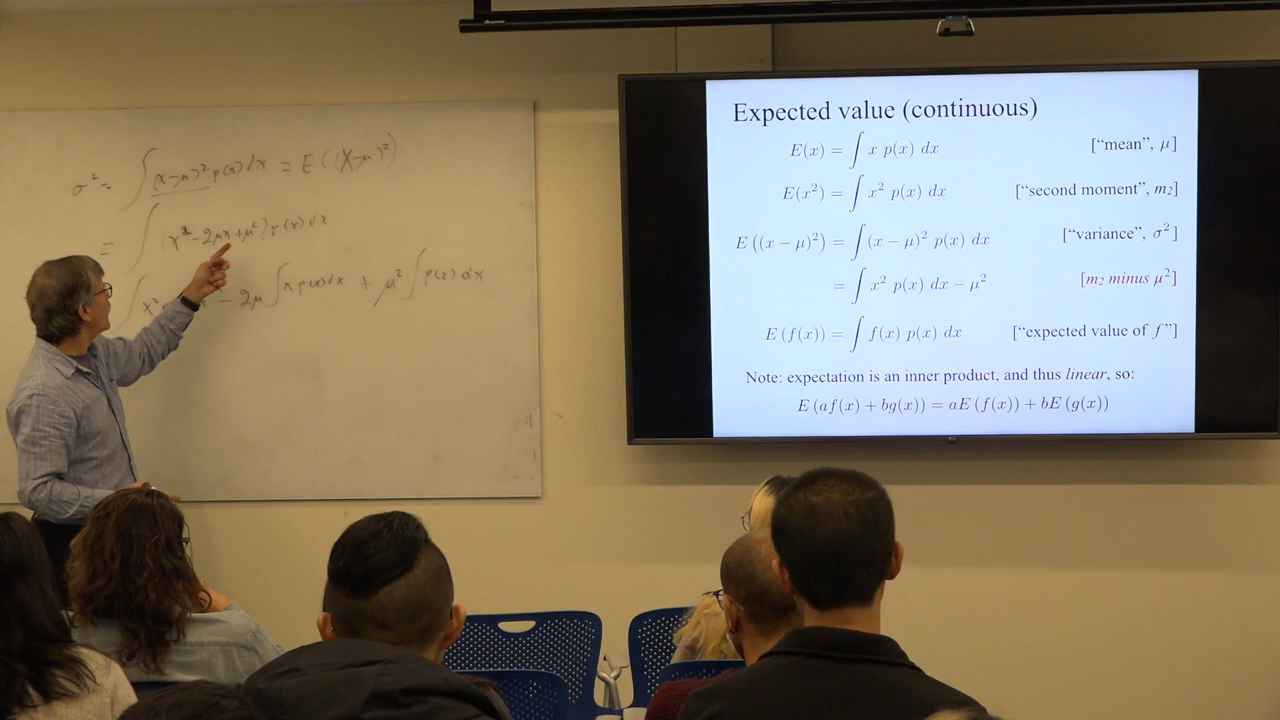 σ² = ∫ (x-μ)² p(x) dx = E((X-μ)²)
= ∫ (x² - 2μx + μ²) p(x) dx
∫ x² - 2μ ∫ x p(x) dx + μ² ∫ p(x) dx
Expected value (continuous)
E(x) = ∫ x p(x) dx ["mean", μ]
E(x²) = ∫ x² p(x) dx ["second moment", m₂]
E((x − μ)²) = ∫ (x − μ)² p(x) dx ["variance", σ²]
= ∫ x² p(x) dx − μ² [m₂ minus μ²]
E(f(x)) = ∫ f(x) p(x) dx ["expected value of f"]
Note: expectation is an inner product, and thus linear, so:
E(af(x) + bg(x)) = aE(f(x)) + bE(g(x))